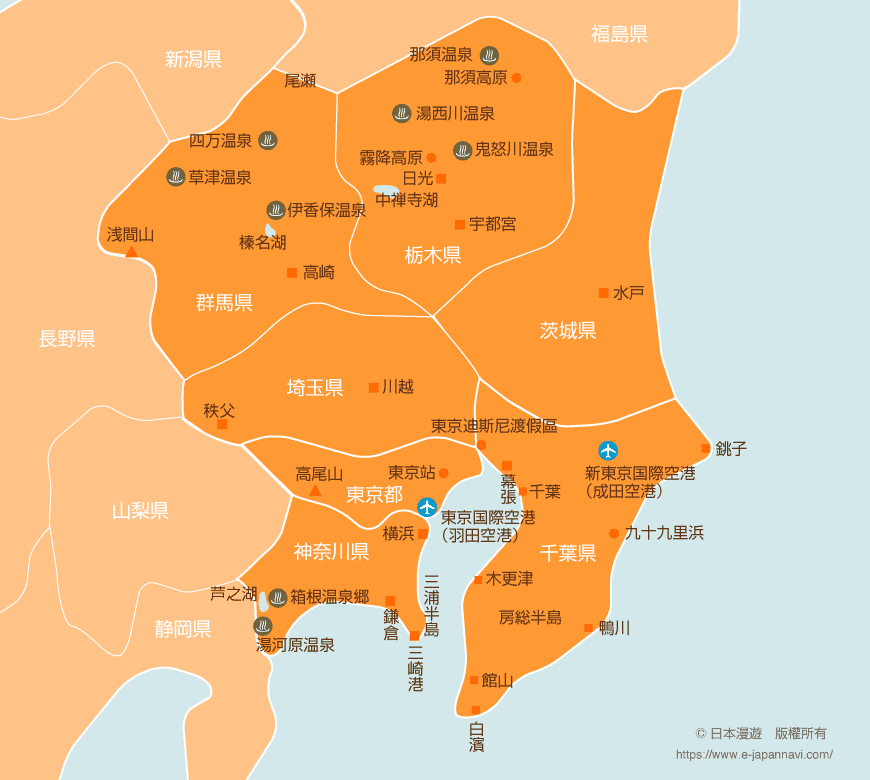 福島県
新潟県
那須温泉
那須高原
尾瀬
湯西川温泉
四万温泉
鬼怒川温泉
霧降高原
草津温泉
日光
中禅寺湖
伊香保温泉
宇都宮
浅間山
榛名湖
栃木県
高崎
水戸
群馬県
茨城県
長野県
埼玉県
川越
秩父
東京迪斯尼渡假區
銚子
高尾山
東京站
新東京国際空港
（成田空港）
幕張
千葉
東京都
山梨県
東京国際空港
（羽田空港）
横浜
九十九里浜
神奈川県
千葉県
木更津
三浦半島
芦之湖
箱根温泉郷
鎌倉
房総半島
静岡県
鴨川
湯河原温泉
三崎港
館山
白濱
© 日本漫遊　版權所有
https://www.e-japannavi.com/